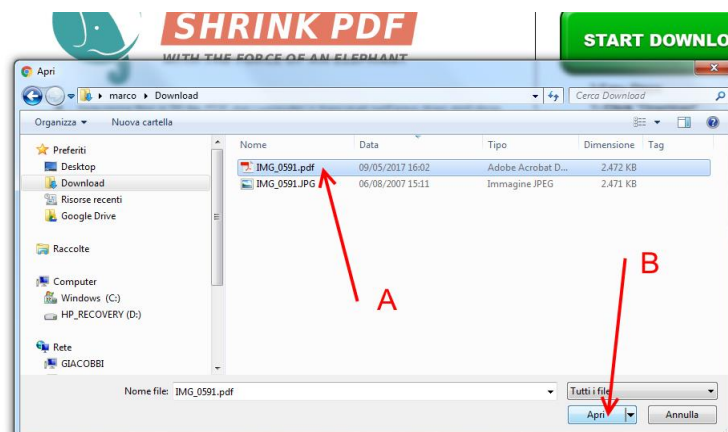 SHRINK PDF
WITH THE FORCE OF AN ELEPHANT
START DOWNLO
Apri
marco Download
Cerca Download
Organizza Nuova cartella
Nome Data Tipo Dimensione Tag
Preferiti
Desktop
Download
Risorse recenti
Google Drive
Raccolte
Computer
Windows (C:)
HP_RECOVERY (D:)
Rete
GIACOBBI
IMG_0591.pdf 09/05/2017 16:02 Adobe Acrobat D... 2.472 KB
IMG_0591.JPG 06/08/2007 15:11 Immagine JPEG 2.471 KB
A
B
Nome file: IMG_0591.pdf
Tutti i file
Apri Annulla